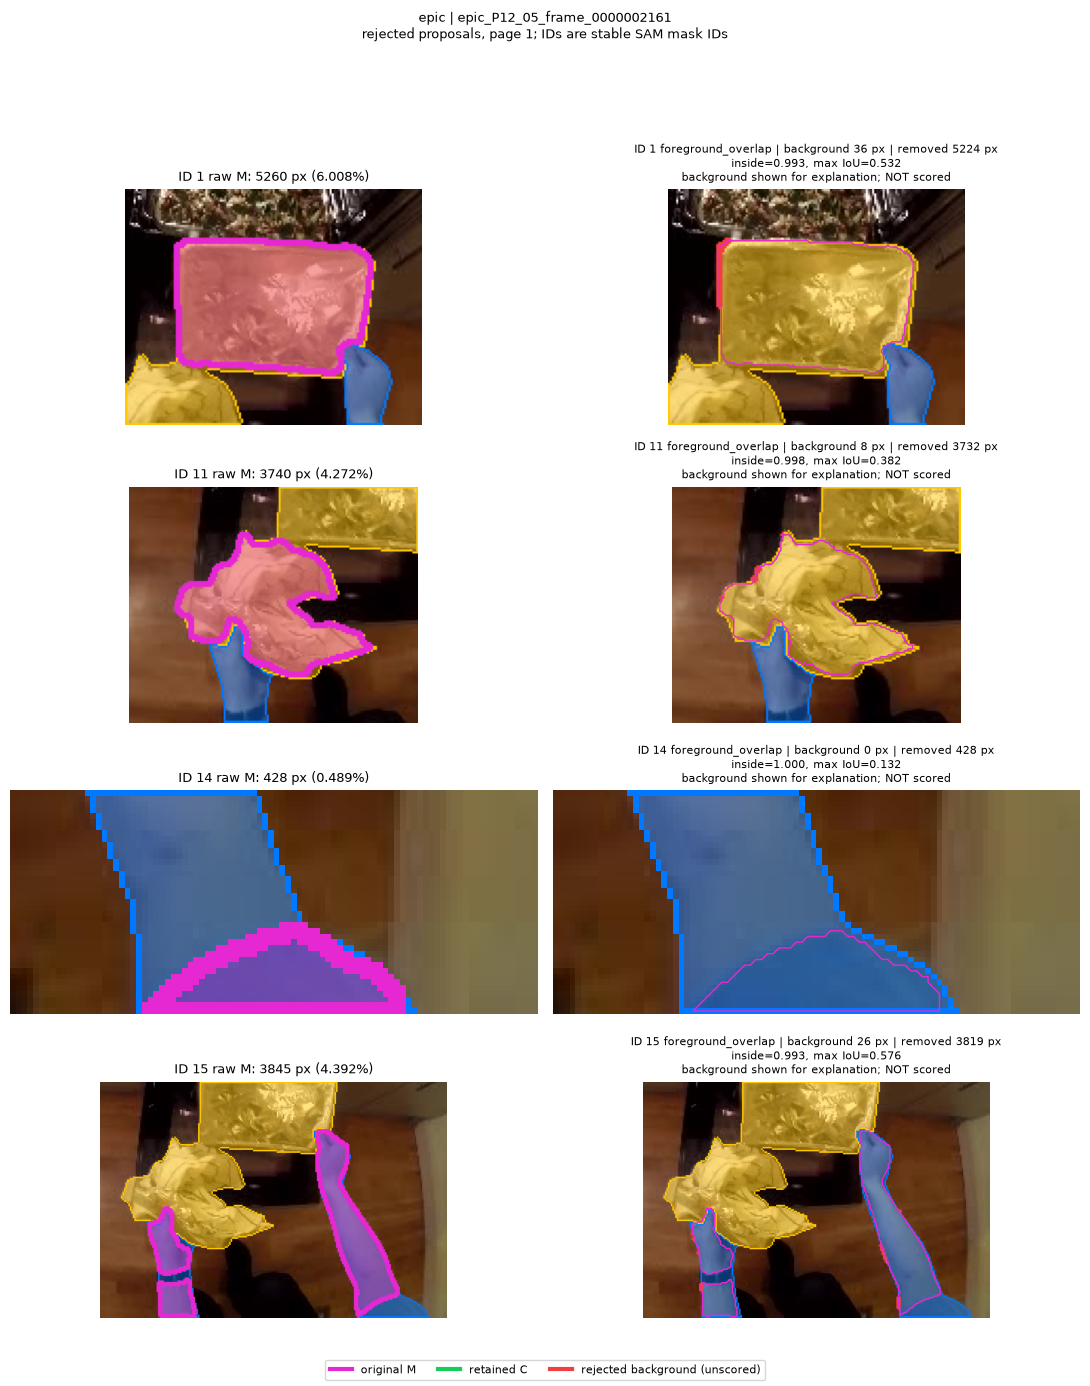 epic | epic_P12_05_frame_0000002161
rejected proposals, page 1; IDs are stable SAM mask IDs
ID 1 raw M: 5260 px (6.008%)
ID 1 foreground_overlap | background 36 px | removed 5224 px
inside=0.993, max IoU=0.532
background shown for explanation; NOT scored
ID 11 raw M: 3740 px (4.272%)
ID 11 foreground_overlap | background 8 px | removed 3732 px
inside=0.998, max IoU=0.382
background shown for explanation; NOT scored
ID 14 raw M: 428 px (0.489%)
ID 14 foreground_overlap | background 0 px | removed 428 px
inside=1.000, max IoU=0.132
background shown for explanation; NOT scored
ID 15 raw M: 3845 px (4.392%)
ID 15 foreground_overlap | background 26 px | removed 3819 px
inside=0.993, max IoU=0.576
background shown for explanation; NOT scored
original M
retained C
rejected background (unscored)